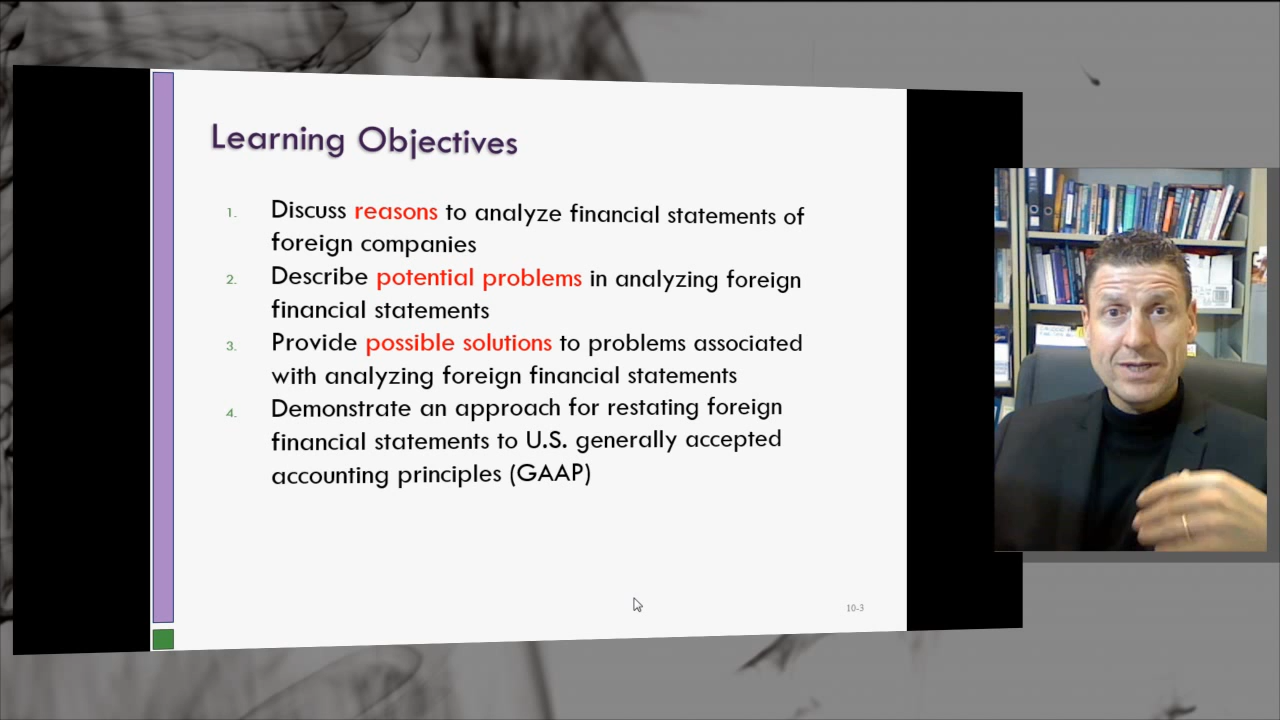 Learning Objectives
1. Discuss reasons to analyze financial statements of
foreign companies
2. Describe potential problems in analyzing foreign
financial statements
3. Provide possible solutions to problems associated
with analyzing foreign financial statements
4. Demonstrate an approach for restating foreign
financial statements to U.S. generally accepted
accounting principles (GAAP)
10-3